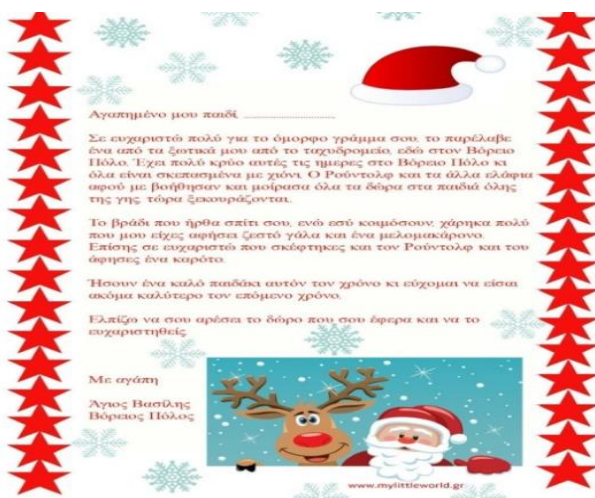 Αγαπημένο μου παιδί, ........................
Σε ευχαριστώ πολύ για το όμορφο γράμμα σου, το παρέλαβε
ένα από τα ξωτικά μου από το ταχυδρομείο, εδώ στον Βόρειο
Πόλο. Έχει πολύ κρύο αυτές τις ημερες στο Βόρειο Πόλο κι
όλα είναι σκεπασμένα με χιόνι. Ο Ρούντολφ και τα άλλα ελάφια
αφού με βοήθησαν και μοίρασα όλα τα δώρα στα παιδιά όλης
της γης, τώρα ξεκουράζονται.
Το βράδι που ήρθα σπίτι σου, ενώ εσύ κοιμόσουν, χάρηκα πολύ
που μου είχες αφήσει ζεστό γάλα και ένα μελομακάρονο.
Επίσης σε ευχαριστώ που σκέφτηκες και τον Ρούντολφ και του
άφησες ένα καρότο.
Ήσουν ένα καλό παιδάκι αυτόν τον χρόνο κι εύχομαι να είσαι
ακόμα καλύτερο τον επόμενο χρόνο.
Ελπίζω να σου αρέσει το δώρο που σου έφερα και να το
ευχαριστηθείς.
Με αγάπη
Άγιος Βασίλης
Βόρειος Πόλος
www.mylittleworld.gr